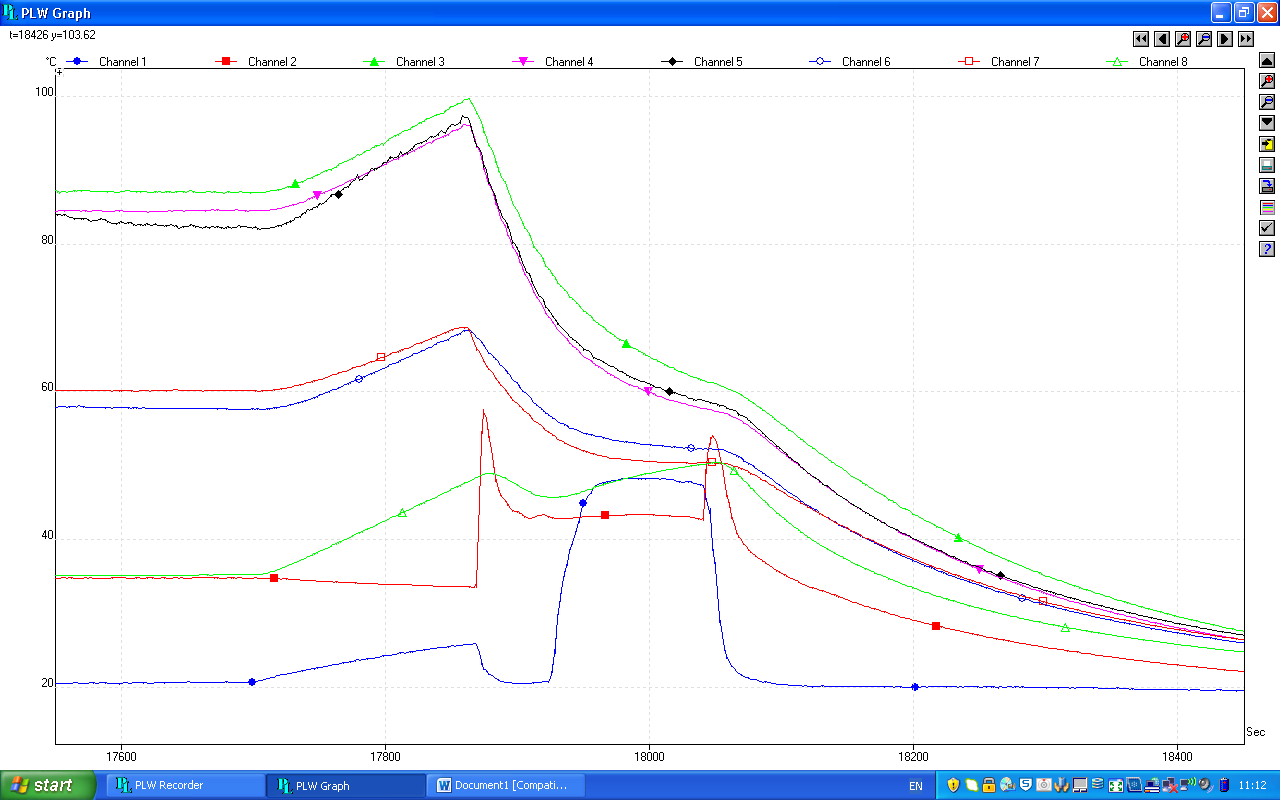 PLW Graph
t=18426 y=103.62
°C Channel 1 Channel 2 Channel 3 Channel 4 Channel 5 Channel 6 Channel 7 Channel 8
100
80
60
40
20
Sec
17600 17800 18000 18200 18400
start PLW Recorder PLW Graph Document1 [Compati... EN 11:12